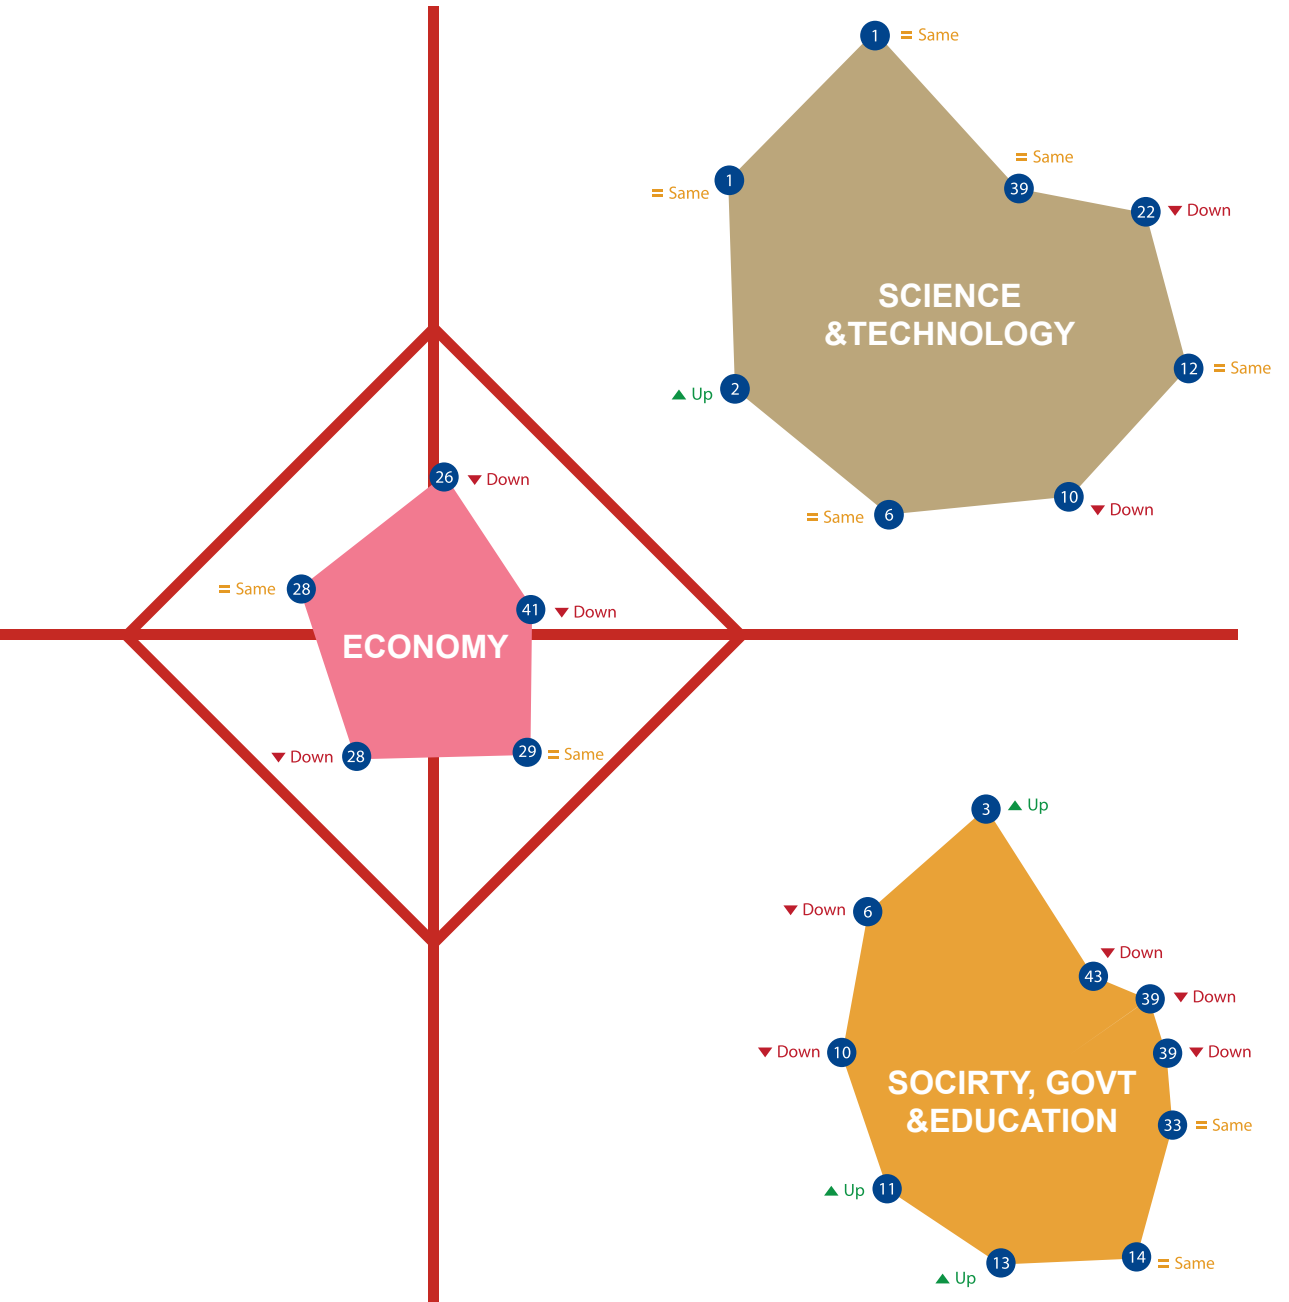 1
= Same
= Same
39
1
= Same
22
Down
SCIENCE
&TECHNOLOGY
12
= Same
2
Up
10
Down
6
= Same
26
Down
28
= Same
41
Down
ECONOMY
28
Down
29
= Same
3
Up
6
Down
Down
43
39
Down
10
Down
39
Down
SOCIRTY, GOVT
&EDUCATION
33
= Same
11
Up
13
Up
14
= Same